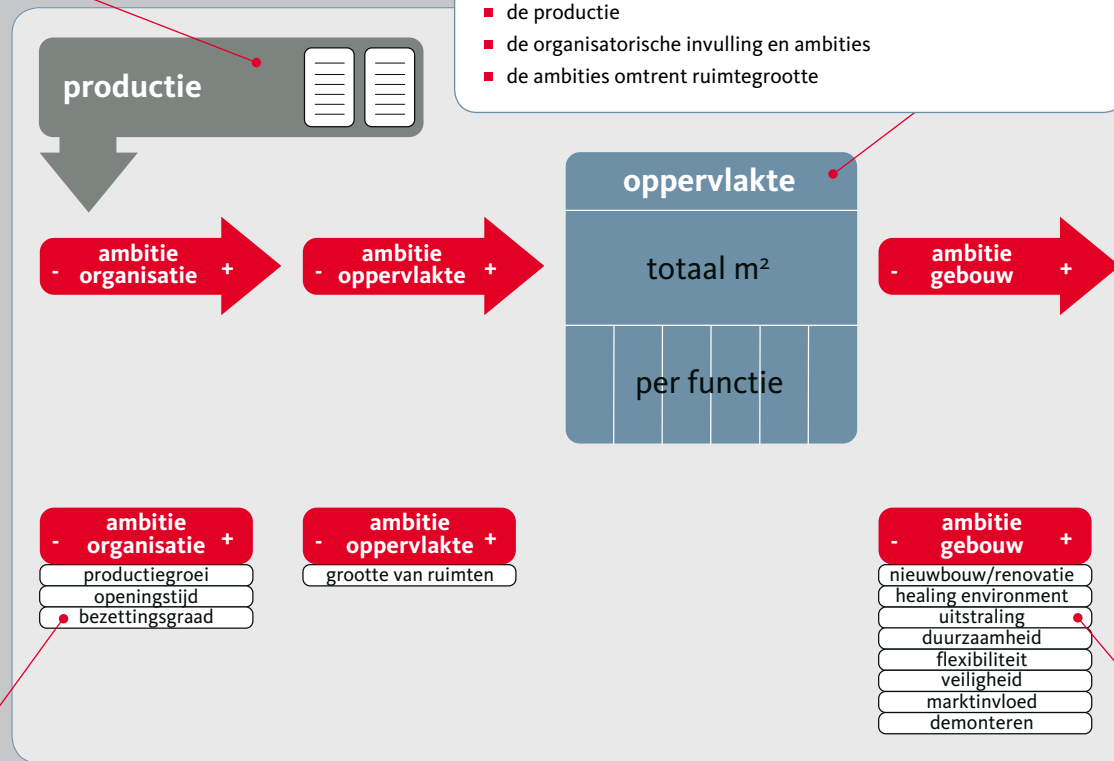 de productie
de organisatorische invulling en ambities
de ambities omtrent ruimtegrootte
productie
oppervlakte
totaal m²
per functie
- ambitie organisatie +
- ambitie oppervlakte +
- ambitie gebouw +
- ambitie organisatie +
productiegroei
openingstijd
bezettingsgraad
- ambitie oppervlakte +
grootte van ruimten
- ambitie gebouw +
nieuwbouw/renovatie
healing environment
uitstraling
duurzaamheid
flexibiliteit
veiligheid
marktinvloed
demonteren